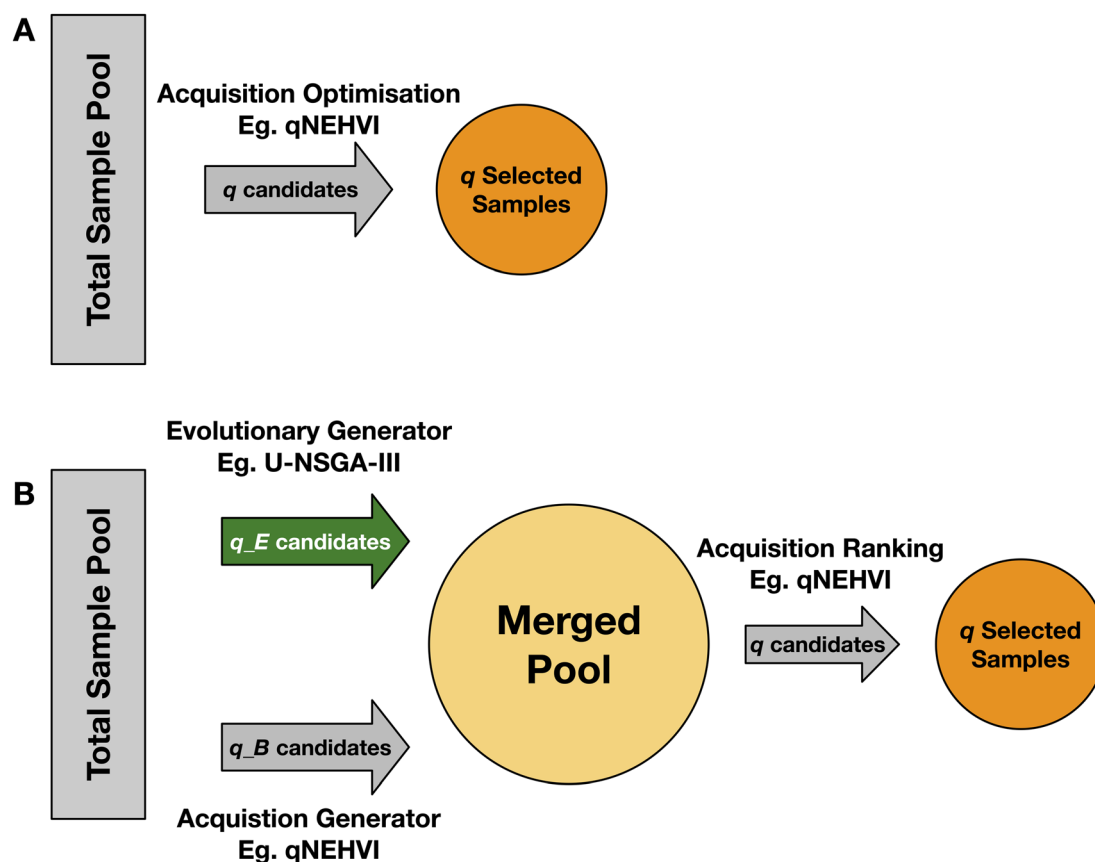 A
Total Sample Pool
Acquisition Optimisation
Eg. qNEHVI
q candidates
q Selected
Samples
B
Total Sample Pool
Evolutionary Generator
Eg. U-NSGA-III
q_E candidates
q_B candidates
Acquistion Generator
Eg. qNEHVI
Merged
Pool
Acquisition Ranking
Eg. qNEHVI
q candidates
q Selected
Samples